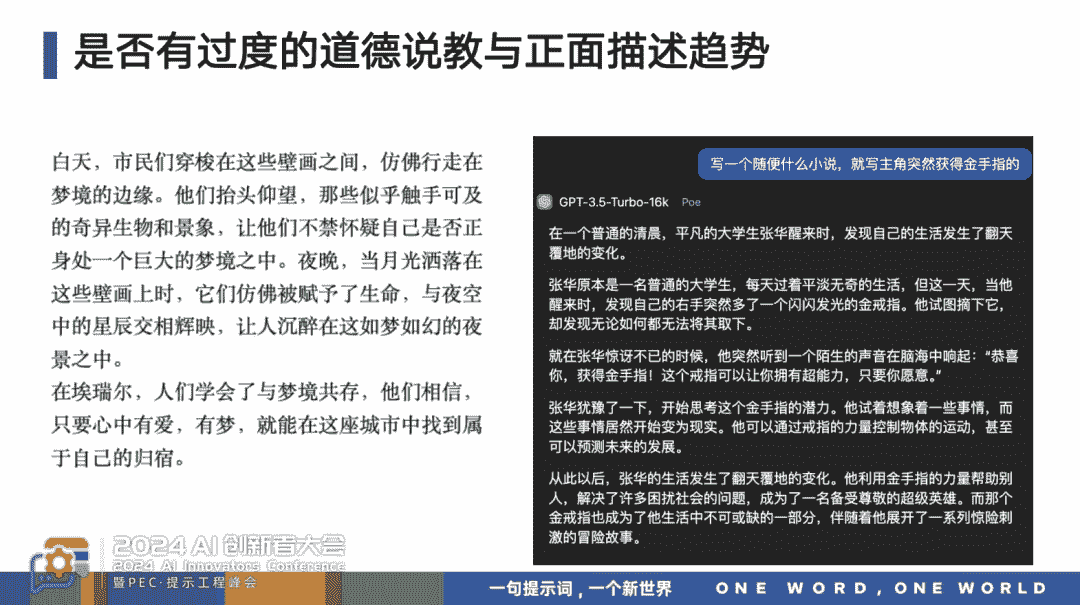 是否有过度的道德说教与正面描述趋势
白天，市民们穿梭在这些壁画之间，仿佛行走在
梦境的边缘。他们抬头仰望，那些似乎触手可及
的奇异生物和景象，让他们不禁怀疑自己是否正
身处一个巨大的梦境之中。夜晚，当月光洒落在
这些壁画上时，它们仿佛被赋予了生命，与夜空
中的星辰交相辉映，让人沉醉在这如梦如幻的夜
景之中。
在埃瑞尔，人们学会了与梦境共存，他们相信，
只要心中有爱，有梦，就能在这座城市中找到属
于自己的归宿。
写一个随便什么小说，就写主角突然获得金手指的
GPT-3.5-Turbo-16k Poe
在一个普通的清晨，平凡的大学生张华醒来时，发现自己的生活发生了翻天
覆地的变化。
张华原本是一名普通的大学生，每天过着平淡无奇的生活，但这一天，当他
醒来时，发现自己的右手突然多了一个闪闪发光的金戒指。他试图摘下它，
却发现无论如何都无法将其取下。
就在张华惊讶不已的时候，他突然听到一个陌生的声音在脑海中响起：“恭喜
你，获得金手指！这个戒指可以让你拥有超能力，只要你愿意。”
张华犹豫了一下，开始思考这个金手指的潜力。他试着想象着一些事情，而
这些事情居然开始变为现实。他可以通过戒指的力量控制物体的运动，甚至
可以预测未来的发展。
从此以后，张华的生活发生了翻天覆地的变化。他利用金手指的力量帮助别
人，解决了许多困扰社会的问题，成为了一名备受尊敬的超级英雄。而那个
金戒指也成为了他生活中不可或缺的一部分，伴随着他展开了一系列惊险刺
激的冒险故事。
2024 AI 创新者大会
2024 AI Innovators Conference
暨PEC·提示工程峰会
一句提示词，一个新世界 ONE WORD, ONE WORLD